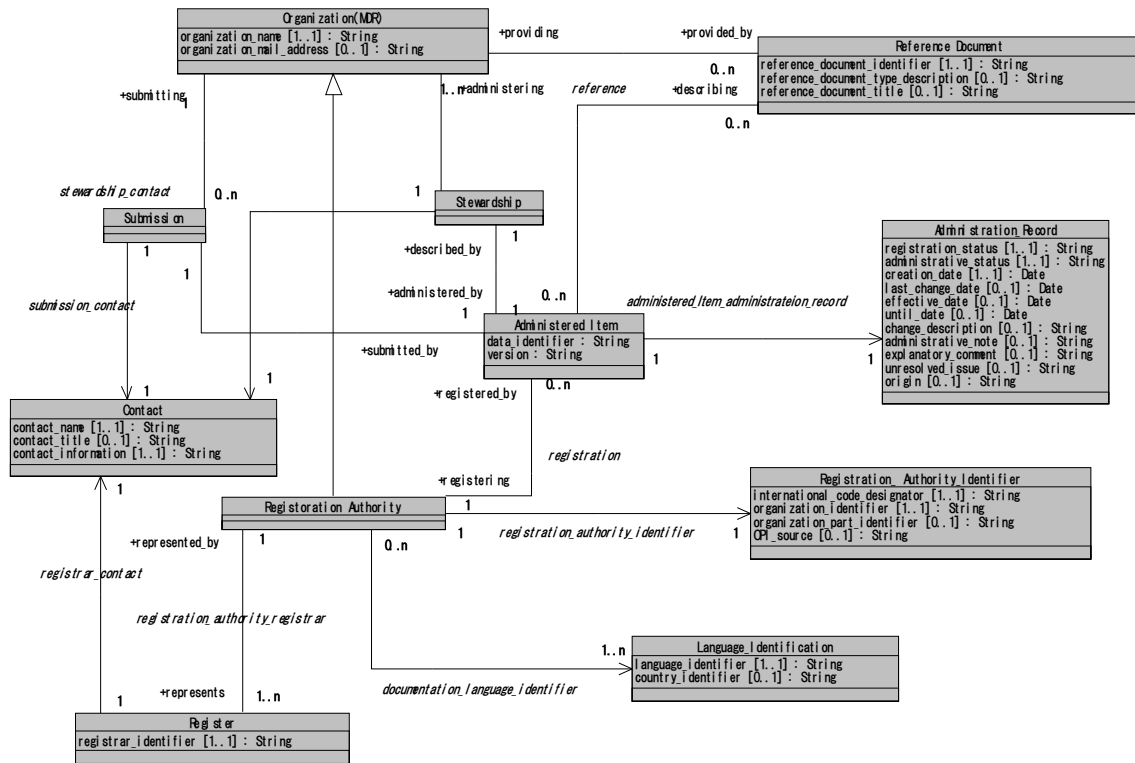 Organization(MDR)
organization_name [1..1] : String
organization_mail_address [0..1] : String
+providing
+provided_by
0..n
Reference Document
reference_document_identifier [1..1] : String
reference_document_type_description [0..1] : String
reference_document_title [0..1] : String
+submitting
1
1..n
+administering
reference
+describing
0..n
stewardship_contact
0..n
1
Submission
1
1
Stewardship
1
+described_by
Administration_Record
registration_status [1..1] : String
administrative_status [1..1] : String
creation_date [1..1] : Date
last_change_date [0..1] : Date
effective_date [0..1] : Date
until_date [0..1] : Date
change_description [0..1] : String
administrative_note [0..1] : String
explanatory_comment [0..1] : String
unresolved_issue [0..1] : String
origin [0..1] : String
submission_contact
+administered_by
0..n
administered_Item_administrateion_record
1
1
Administered Item
data_identifier : String
version : String
+submitted_by
1
1
0..n
+registered_by
1
1
Contact
contact_name [1..1] : String
contact_title [0..1] : String
contact_information [1..1] : String
1
registration
+registering
Registoration Authority
1
1
registration_authority_identifier
1
Registration_ Authority_Identifier
international_code_designator [1..1] : String
organization_identifier [1..1] : String
organization_part_identifier [0..1] : String
OPI_source [0..1] : String
+represented_by
1
0..n
registrar_contact
registration_authority_registrar
1..n
Language_Identification
language_identifier [1..1] : String
country_identifier [0..1] : String
documentation_language_identifier
+represents
1
1..n
Register
registrar_identifier [1..1] : String